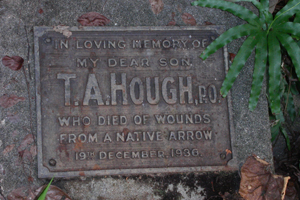 IN LOVING MEMORY OF
MY DEAR SON
T.A. HOUGH, P.O.
WHO DIED OF WOUNDS
FROM A NATIVE ARROW
19TH DECEMBER, 1936.